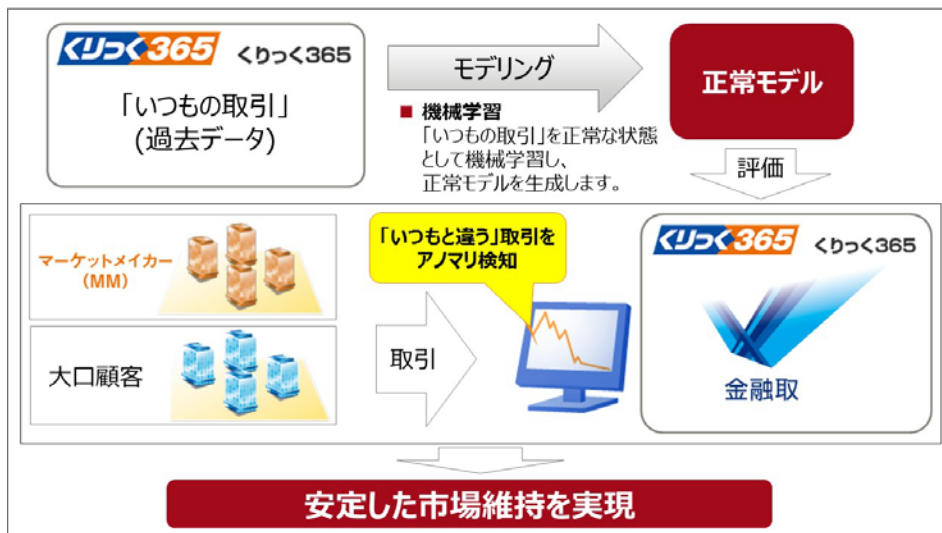 くりっく365 くりっく365
「いつもの取引」
(過去データ)
モデリング
■ 機械学習
「いつもの取引」を正常な状態
として機械学習し、
正常モデルを生成します。
正常モデル
評価
マーケットメイカー
(MM)
大口顧客
取引
「いつもと違う」取引を
アノマリ検知
くりっく365 くりっく365
金融取
安定した市場維持を実現